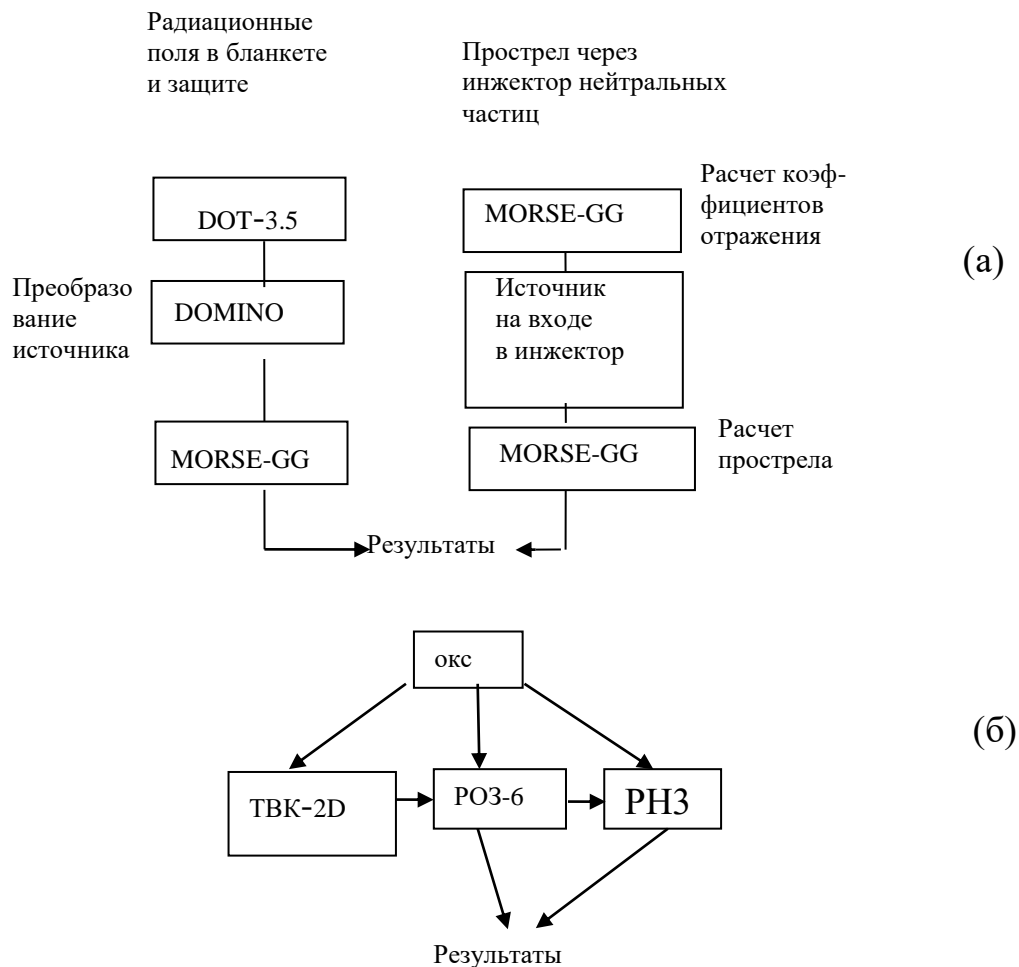 Радиационные
поля в бланкете
и защите
Прострел через
инжектор нейтральных
частиц
DOT-3.5
MORSE-GG
Расчет коэф-
фициентов
отражения
(а)
Преобразо
вание
источника
DOMINO
Источник
на входе
в инжектор
MORSE-GG
MORSE-GG
Расчет
прострела
Результаты
окс
(б)
ТВК-2D
РОЗ-6
РН3
Результаты